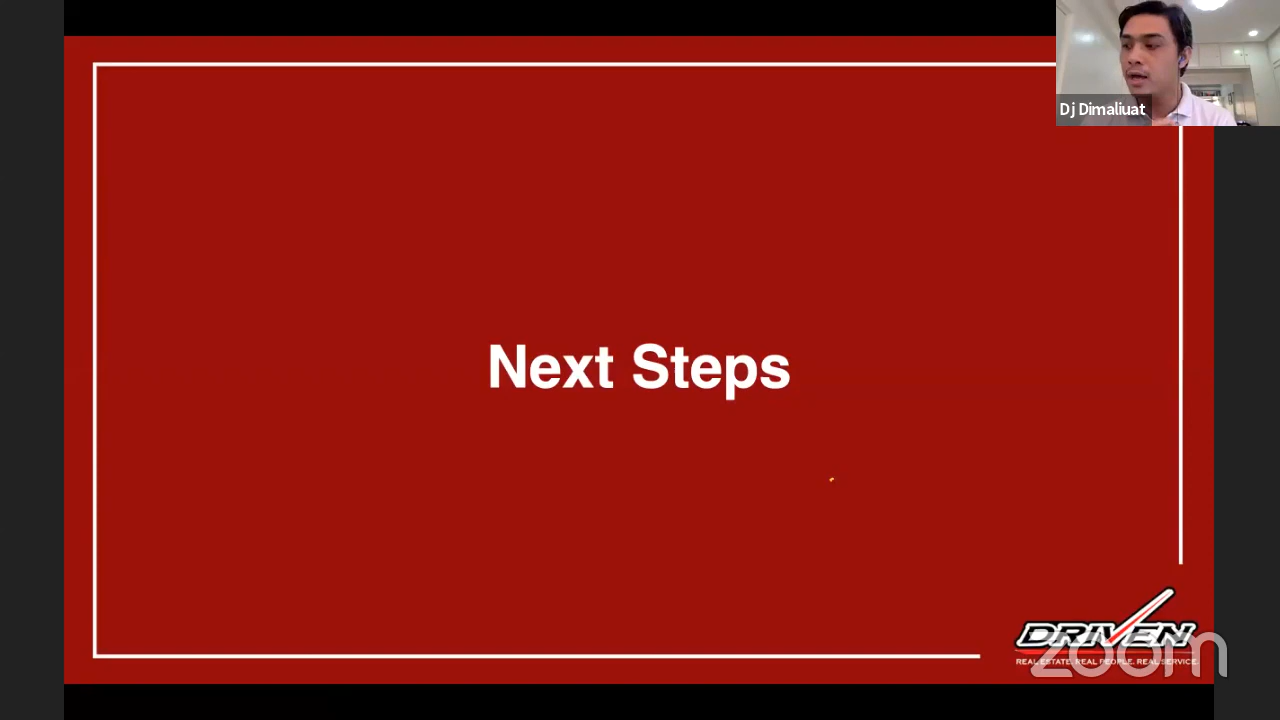 Dj Dimaliuat
Next Steps
DRIVEN
REAL ESTATE. REAL PEOPLE. REAL SERVICE.
zoom